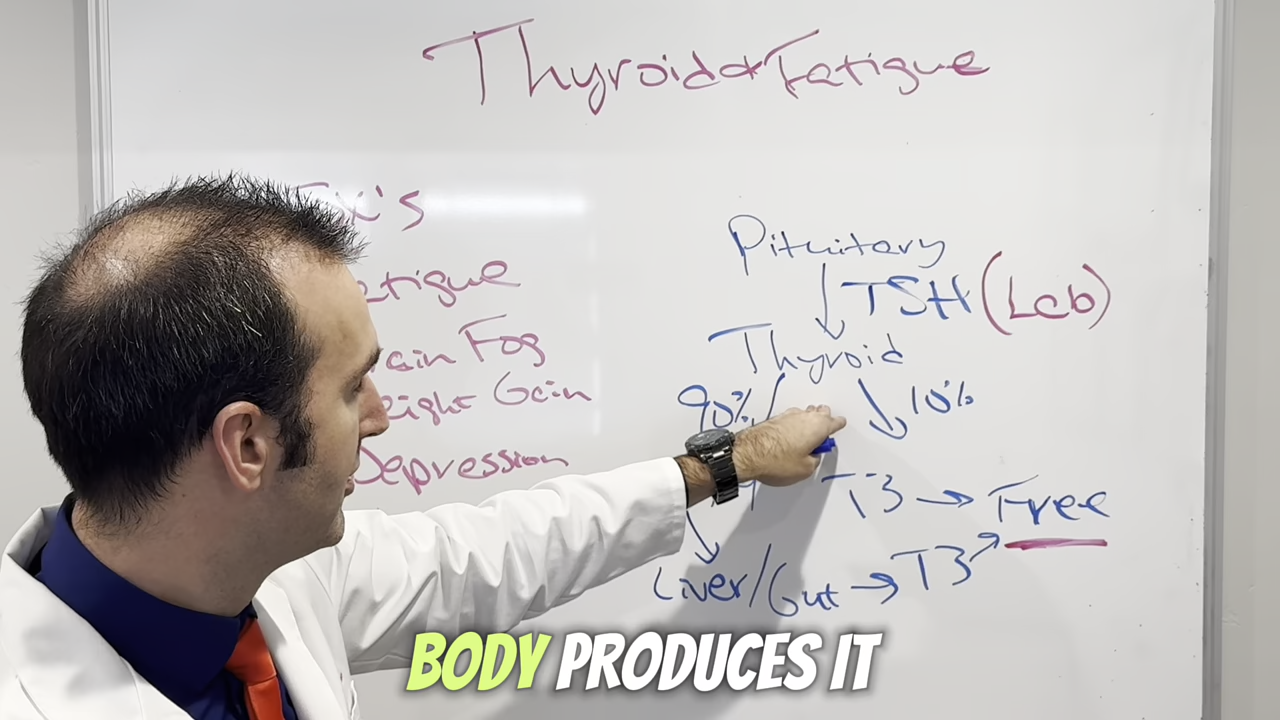 Thyroid & Fatigue
Sx's
Fatigue
Brain Fog
Weight Gain
Depression
Pituitary
TSH (Lab)
Thyroid
90% 10%
T3 → Free
Liver/Gut → T3
BODY PRODUCES IT